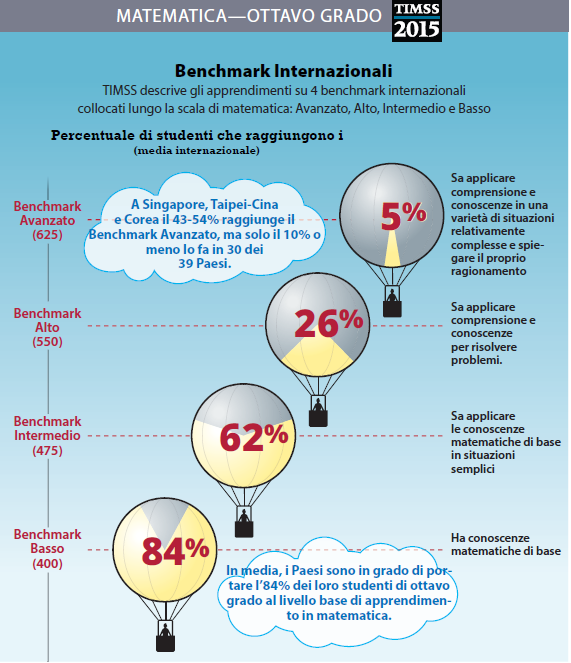 MATEMATICA—OTTAVO GRADO
TIMSS
2015
Benchmark Internazionali
TIMSS descrive gli apprendimenti su 4 benchmark internazionali
collocati lungo la scala di matematica: Avanzato, Alto, Intermedio e Basso
Percentuale di studenti che raggiungono i
(media internazionale)
Benchmark
Avanzato
(625)
A Singapore, Taipei-Cina
e Corea il 43-54% raggiunge il
Benchmark Avanzato, ma solo il 10% o
meno lo fa in 30 dei
39 Paesi.
5%
Sa applicare
comprensione e
conoscenze in una
varietà di situazioni
relativamente
complesse e spie-
gare il proprio
ragionamento
Benchmark
Alto
(550)
26%
Sa applicare
comprensione e
conoscenze
per risolvere
problemi.
Benchmark
Intermedio
(475)
62%
Sa applicare
le conoscenze
matematiche di base
in situazioni
semplici
Benchmark
Basso
(400)
84%
Ha conoscenze
matematiche di base
In media, i Paesi sono in grado di por-
tare l'84% dei loro studenti di ottavo
grado al livello base di apprendimen-
to in matematica.